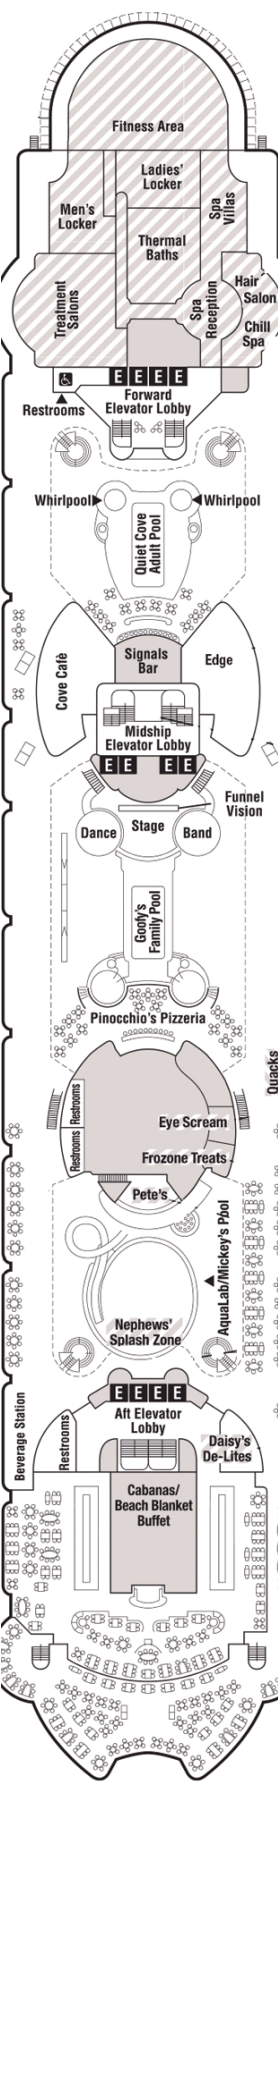 Fitness Area
Ladies'
Locker
Spa
Villas
Men's
Locker
Thermal
Baths
Treatment
Salons
Spa
Reception
Hair
Salon
Chill
Spa
E E E E
Restrooms
Forward
Elevator Lobby
Whirlpool
Whirlpool
Quiet Cove
Adult Pool
Cove Café
Signals
Bar
Edge
Midship
Elevator Lobby
E E E E
Funnel
Vision
Dance
Stage
Band
Goofy's
Family Pool
Pinocchio's Pizzeria
Quacks
Restrooms
Restrooms
Eye Scream
Frozone Treats
Pete's
AquaLab/Mickey's Pool
Nephews'
Splash Zone
E E E E
Aft Elevator
Lobby
Beverage Station
Restrooms
Daisy's
De-Lites
Cabanas/
Beach Blanket
Buffet